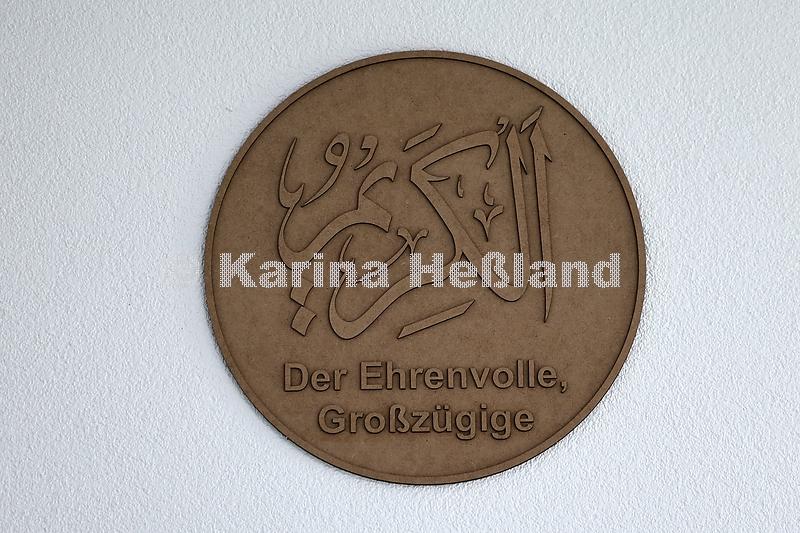 الكريم
© Karina Heßland
Der Ehrenvolle,
Großzügige